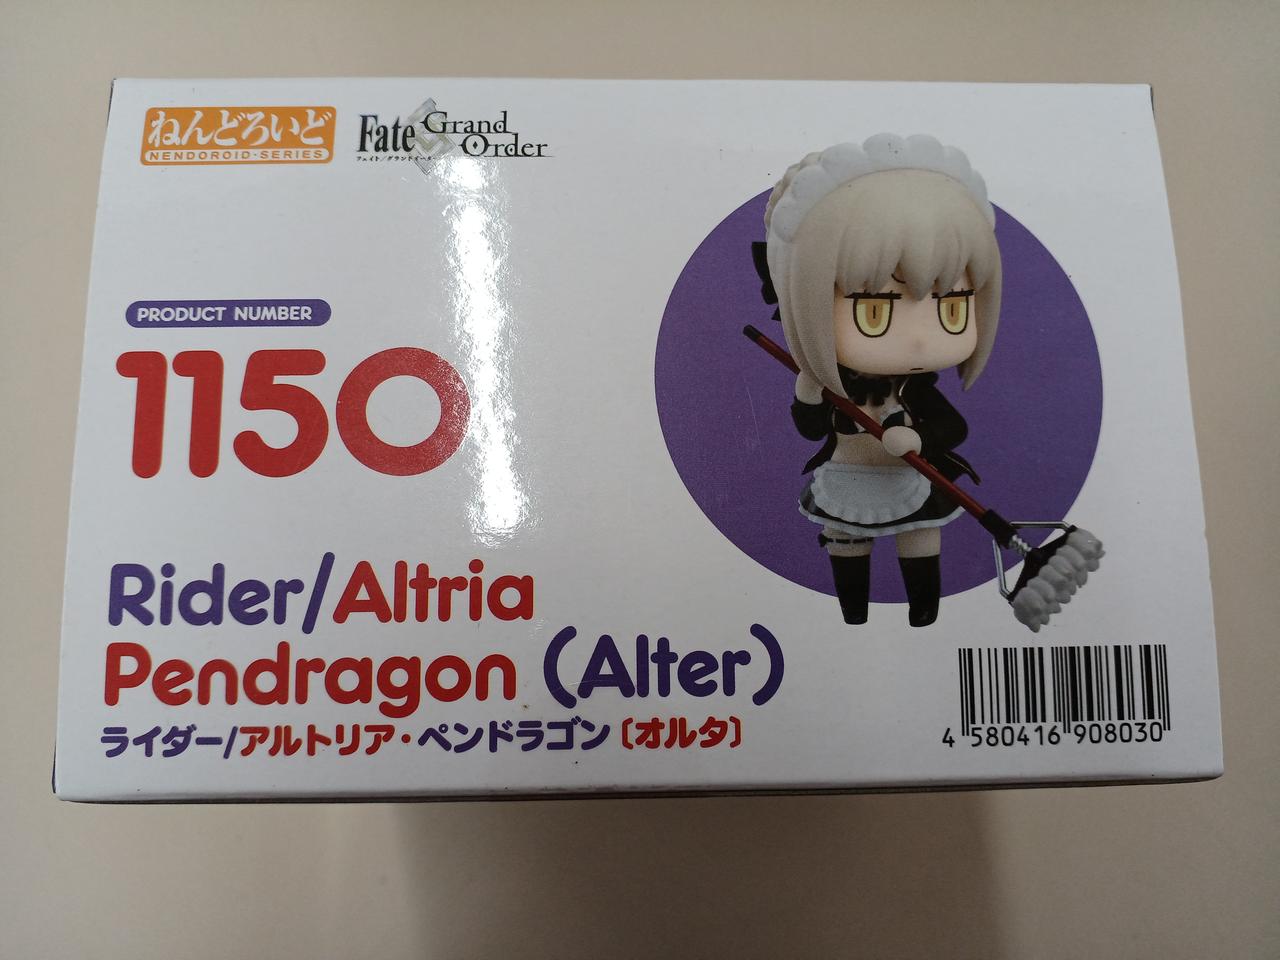 ねんどろいど
NENDOROID·SERIES
Fate Grand Order
PRODUCT NUMBER
1150
Rider/Altria
Pendragon (Alter)
ライダー/アルトリア・ペンドラゴン〔オルタ〕
4 580416 908030